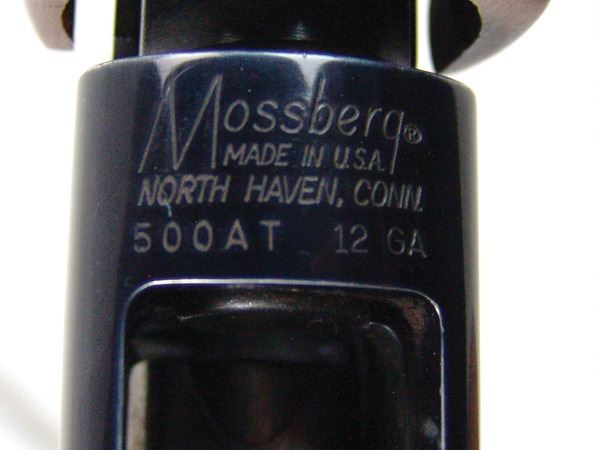 Mossberg®
MADE IN U.S.A.
NORTH HAVEN, CONN.
500AT 12 GA